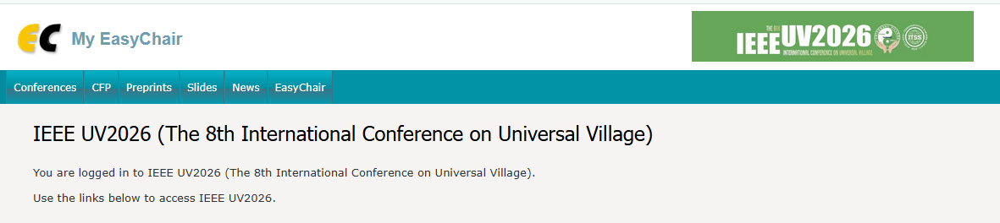 EC My EasyChair
THE 8TH
IEEE UV2026
INTERNATIONAL CONFERENCE ON UNIVERSAL VILLAGE
ITSS
Conferences CFP Preprints Slides News EasyChair
IEEE UV2026 (The 8th International Conference on Universal Village)
You are logged in to IEEE UV2026 (The 8th International Conference on Universal Village).
Use the links below to access IEEE UV2026.